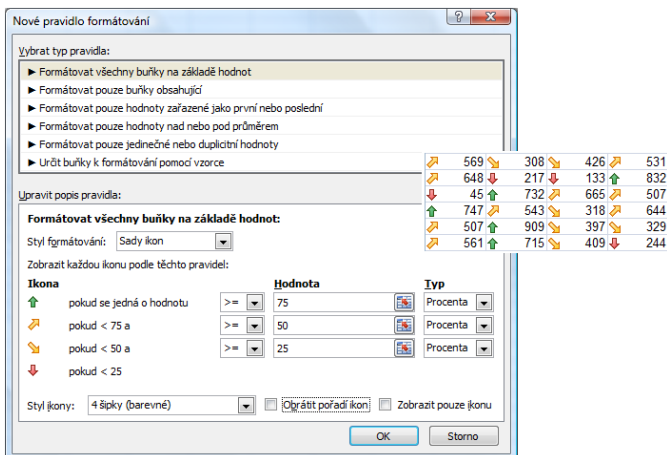 Nové pravidlo formátování
Vybrat typ pravidla:
► Formátovat všechny buňky na základě hodnot
► Formátovat pouze buňky obsahující
► Formátovat pouze hodnoty zařazené jako první nebo poslední
► Formátovat pouze hodnoty nad nebo pod průměrem
► Formátovat pouze jedinečné nebo duplicitní hodnoty
► Určit buňky k formátování pomocí vzorce
569 308 426 531
648 217 133 832
45 732 665 507
747 543 318 644
507 909 397 329
561 715 409 244
Upravit popis pravidla:
Formátovat všechny buňky na základě hodnot:
Styl formátování: Sady ikon
Zobrazit každou ikonu podle těchto pravidel:
Ikona Hodnota Typ
pokud se jedná o hodnotu >= 75 Procenta
pokud < 75 a >= 50 Procenta
pokud < 50 a >= 25 Procenta
pokud < 25
Styl ikony: 4 šipky (barevné) Obrátit pořadí ikon Zobrazit pouze ikonu
OK Storno